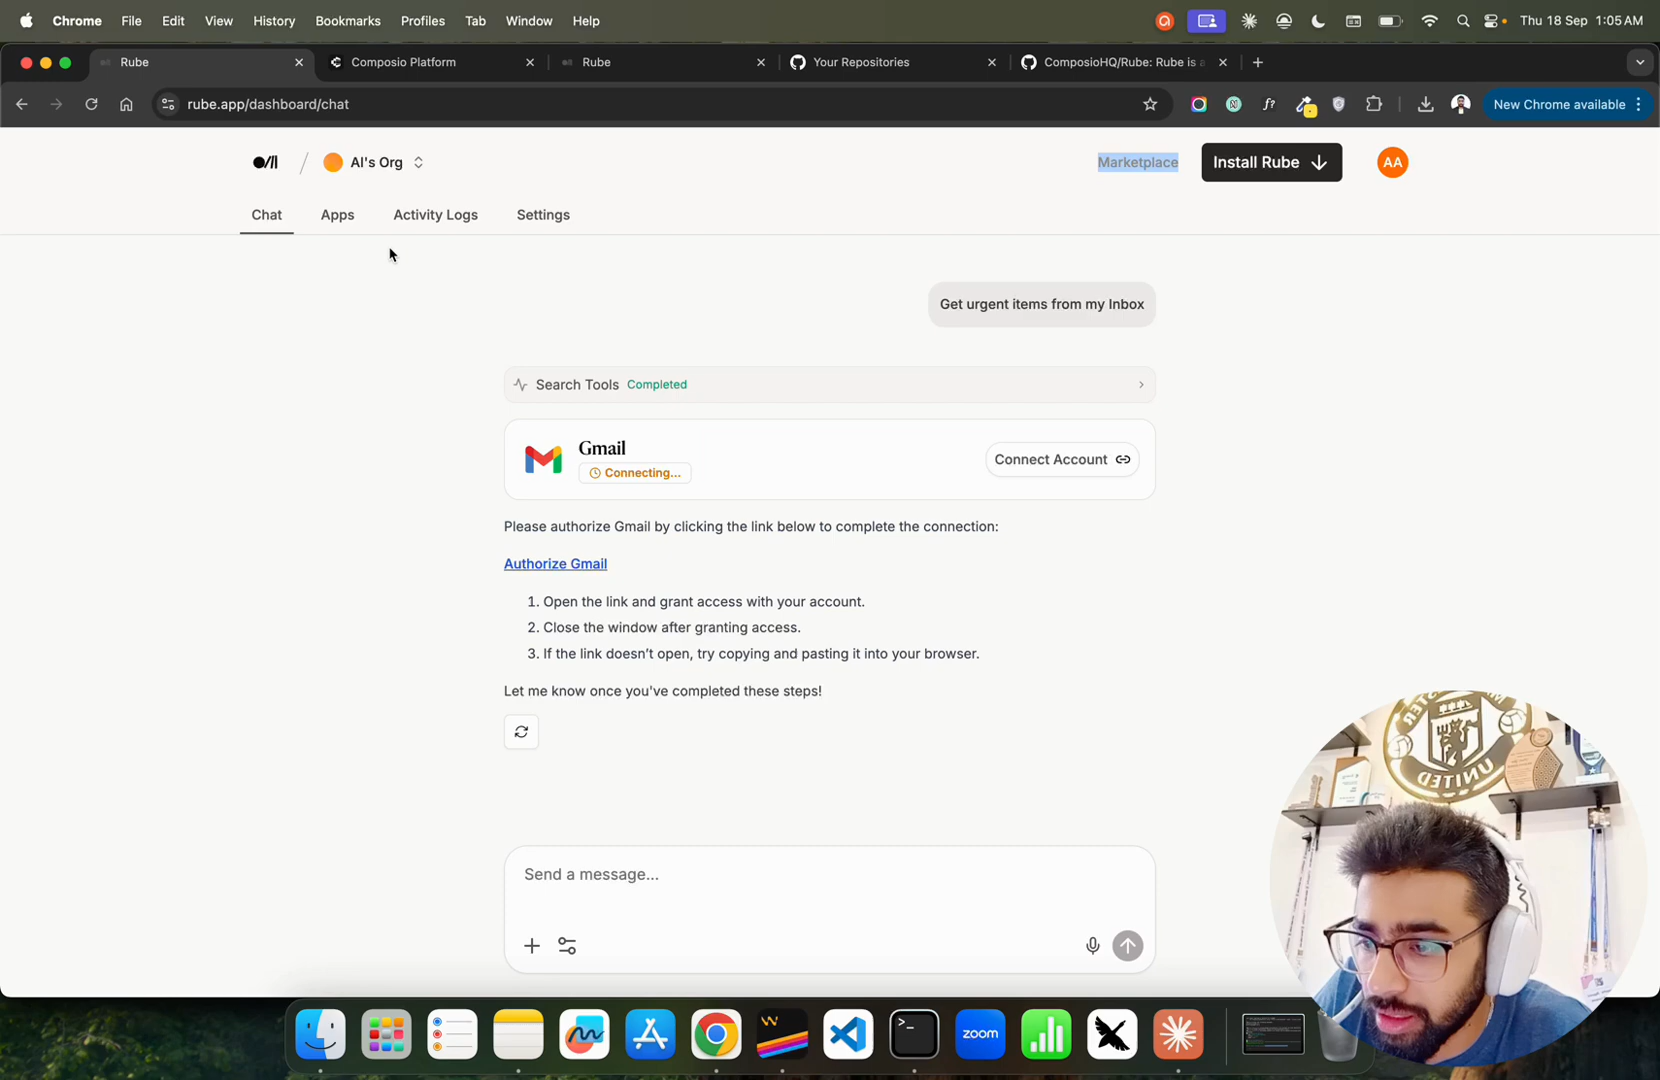 Chrome File Edit View History Bookmarks Profiles Tab Window Help Thu 18 Sep 1:05 AM
Rube Composio Platform Rube Your Repositories ComposioHQ/Rube: Rube is a
rube.app/dashboard/chat New Chrome available
AI's Org Marketplace Install Rube AA
Chat Apps Activity Logs Settings
Get urgent items from my Inbox
Search Tools Completed
Gmail
Connecting...
Connect Account
Please authorize Gmail by clicking the link below to complete the connection:
Authorize Gmail
1. Open the link and grant access with your account.
2. Close the window after granting access.
3. If the link doesn't open, try copying and pasting it into your browser.
Let me know once you've completed these steps!
Send a message...
UNITED
zoom